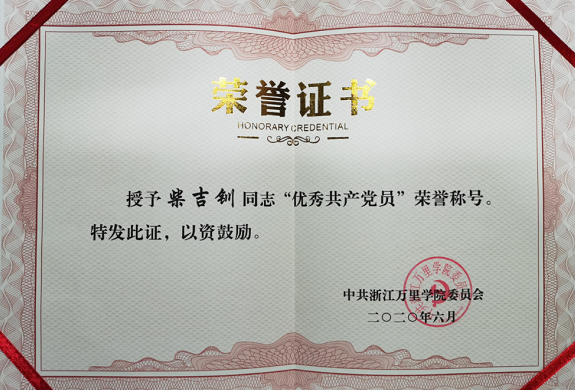 荣誉证书
HONORARY CREDENTIAL
授予 柴吉钊 同志“优秀共产党员”荣誉称号。
特发此证，以资鼓励。
中共浙江万里学院委员会
二〇二〇年六月